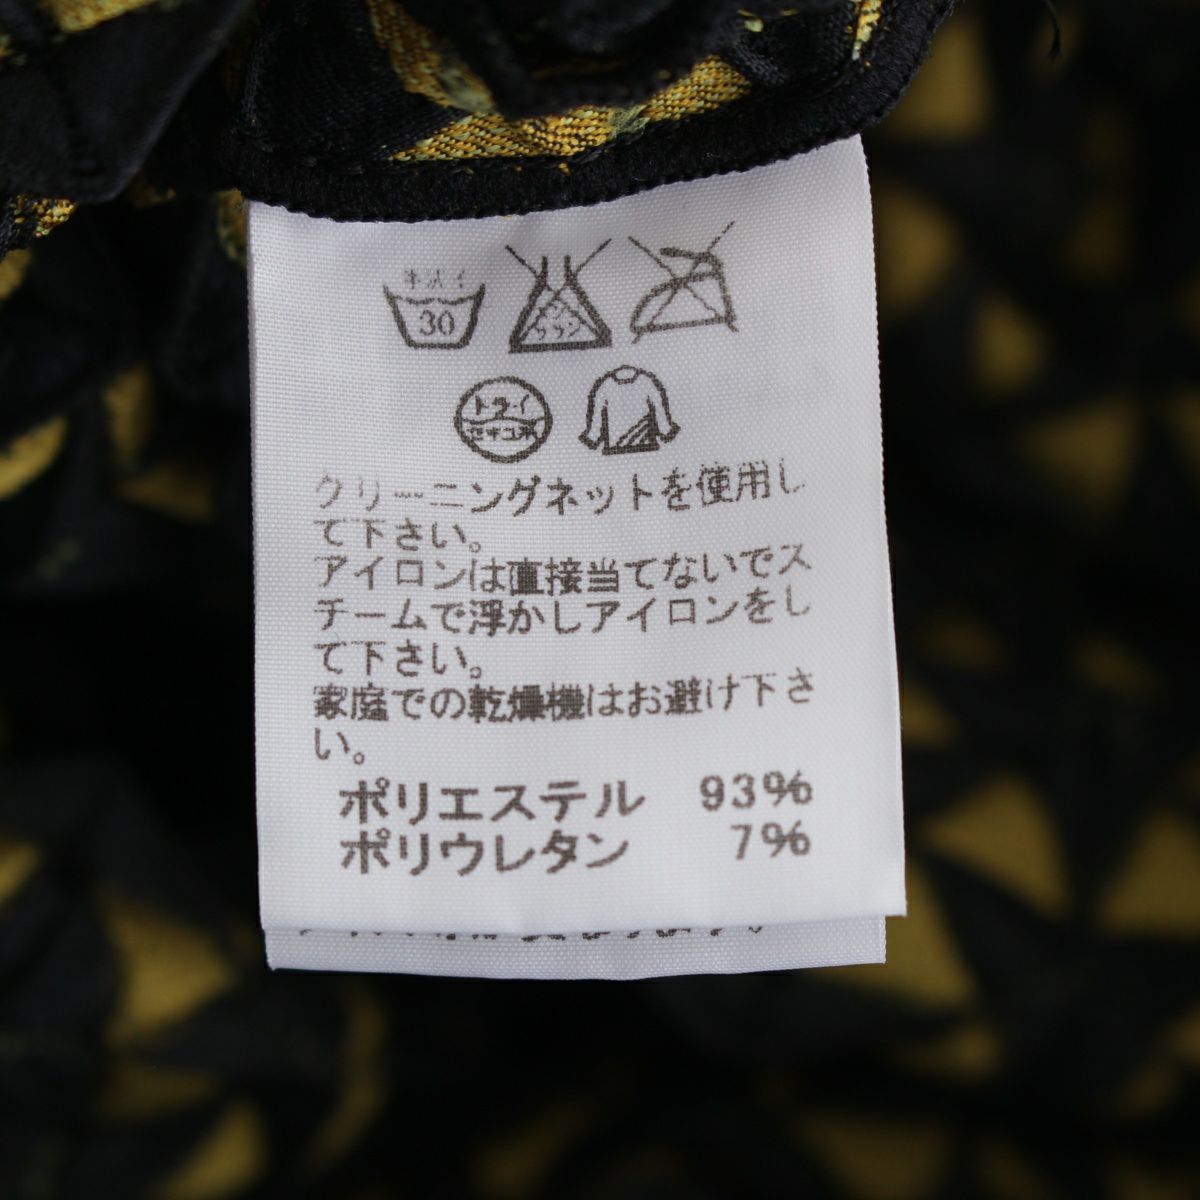 手洗イ
30
エンソ
サラシ
ドライ
セキユ系
クリーニングネットを使用し
て下さい。
アイロンは直接当てないでス
チームで浮かしアイロンをし
て下さい。
家庭での乾燥機はお避け下さ
い。
ポリエステル 93%
ポリウレタン 7%